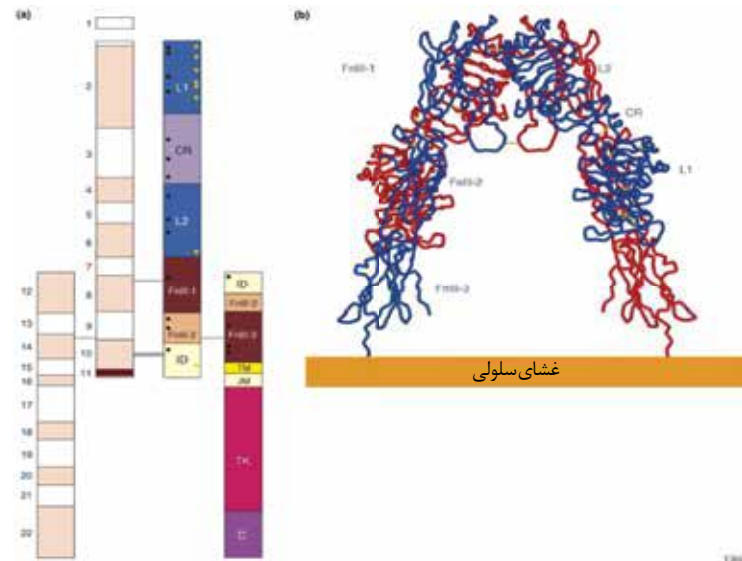 (a)
1
2
3
4
5
6
7
8
9
10
11
L1
CR
L2
FnIII-1
FnIII-2
ID
12
13
14
15
16
17
18
19
20
21
22
ID
FnIII-2
FnIII-3
TM
JM
TK
(b)
FnIII-1
L2
CR
L1
FnIII-2
FnIII-3
غشای سلولی